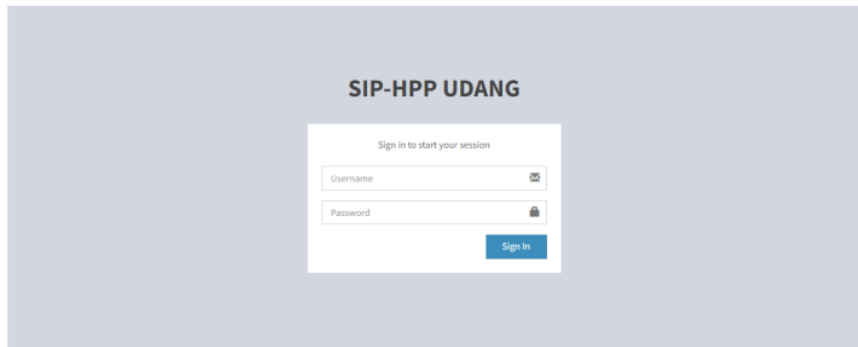 SIP-HPP UDANG
Sign in to start your session
Username
Password
Sign In